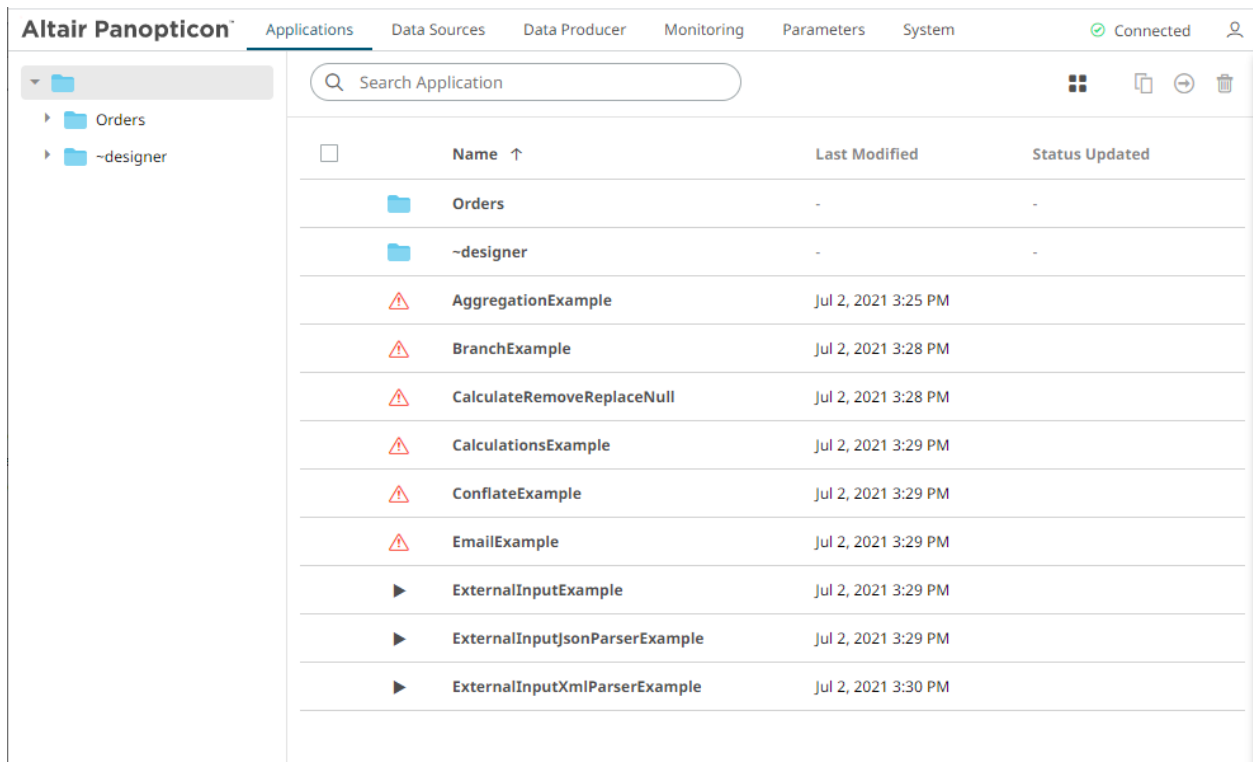 Altair Panopticon™ Applications Data Sources Data Producer Monitoring Parameters System Connected
Search Application
Orders
~designer
Name ↑ Last Modified Status Updated
Orders - -
~designer - -
AggregationExample Jul 2, 2021 3:25 PM
BranchExample Jul 2, 2021 3:28 PM
CalculateRemoveReplaceNull Jul 2, 2021 3:28 PM
CalculationsExample Jul 2, 2021 3:29 PM
ConflateExample Jul 2, 2021 3:29 PM
EmailExample Jul 2, 2021 3:29 PM
ExternalInputExample Jul 2, 2021 3:29 PM
ExternalInputJsonParserExample Jul 2, 2021 3:29 PM
ExternalInputXmlParserExample Jul 2, 2021 3:30 PM